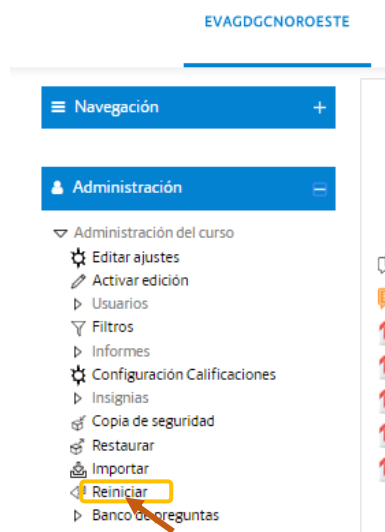 EVAGDGCNOROESTE
Navegación
Administración
Administración del curso
Editar ajustes
Activar edición
Usuarios
Filtros
Informes
Configuración Calificaciones
Insignias
Copia de seguridad
Restaurar
Importar
Reiniciar
Banco de preguntas